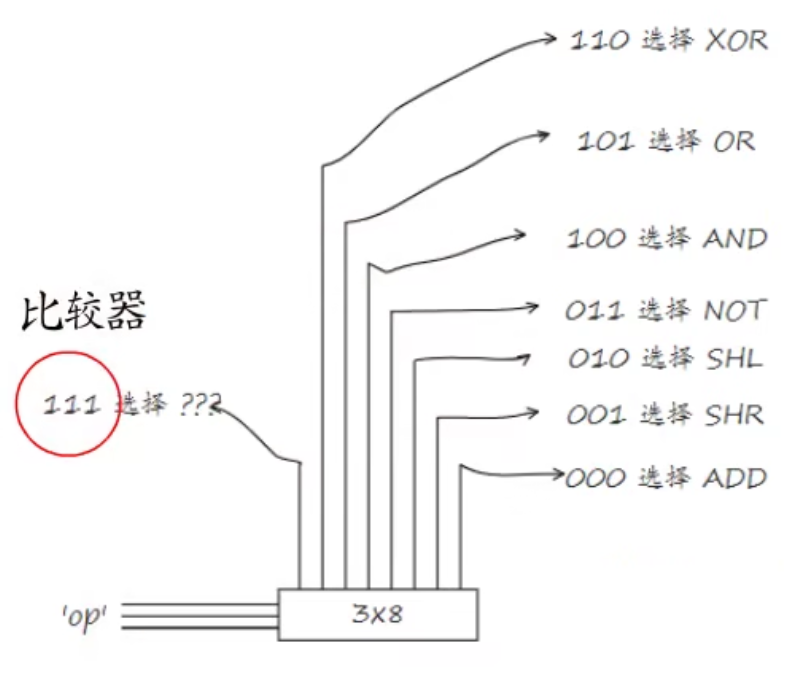 110 选择 XOR
101 选择 OR
100 选择 AND
比较器
011 选择 NOT
010 选择 SHL
111 选择 ???
001 选择 SHR
000 选择 ADD
'op'
3X8